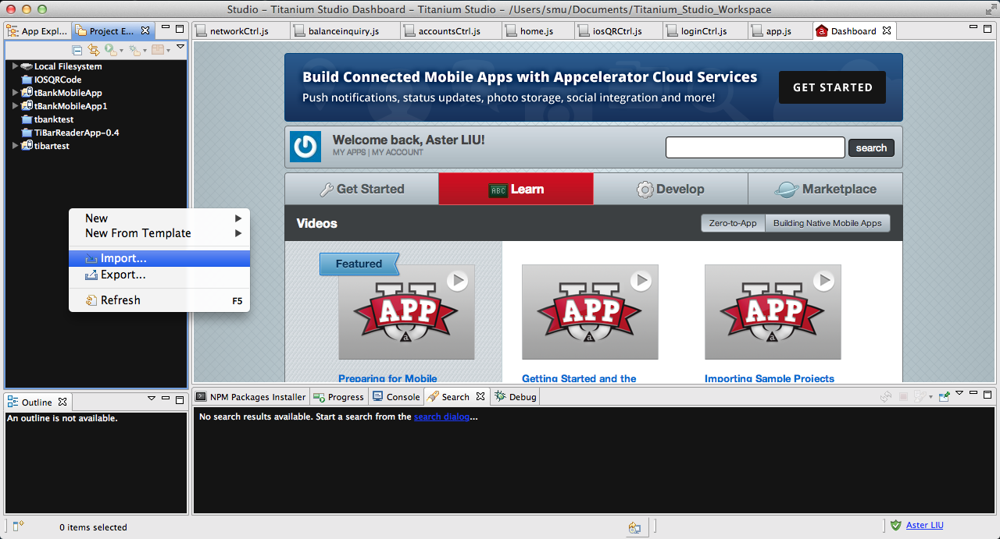 Studio – Titanium Studio Dashboard – Titanium Studio – /Users/smu/Documents/Titanium_Studio_Workspace
App Expl...
Project E...
networkCtrl.js
balanceinquiry.js
accountsCtrl.js
home.js
iosQRCtrl.js
loginCtrl.js
app.js
Dashboard
Local Filesystem
IOSQRCode
tBankMobileApp
tBankMobileApp1
tbanktest
TiBarReaderApp-0.4
tibartest
New
New From Template
Import...
Export...
Refresh F5
Build Connected Mobile Apps with Appcelerator Cloud Services
Push notifications, status updates, photo storage, social integration and more!
GET STARTED
Welcome back, Aster LIU!
MY APPS | MY ACCOUNT
search
Get Started
ABC
Learn
Develop
Marketplace
Videos
Zero-to-App
Building Native Mobile Apps
Featured
U
APP
a
U
APP
a
U
APP
a
Preparing for Mobile
Getting Started and the
Importing Sample Projects
Outline
An outline is not available.
NPM Packages Installer
Progress
Console
Search
Debug
No search results available. Start a search from the search dialog...
0 items selected
Aster LIU